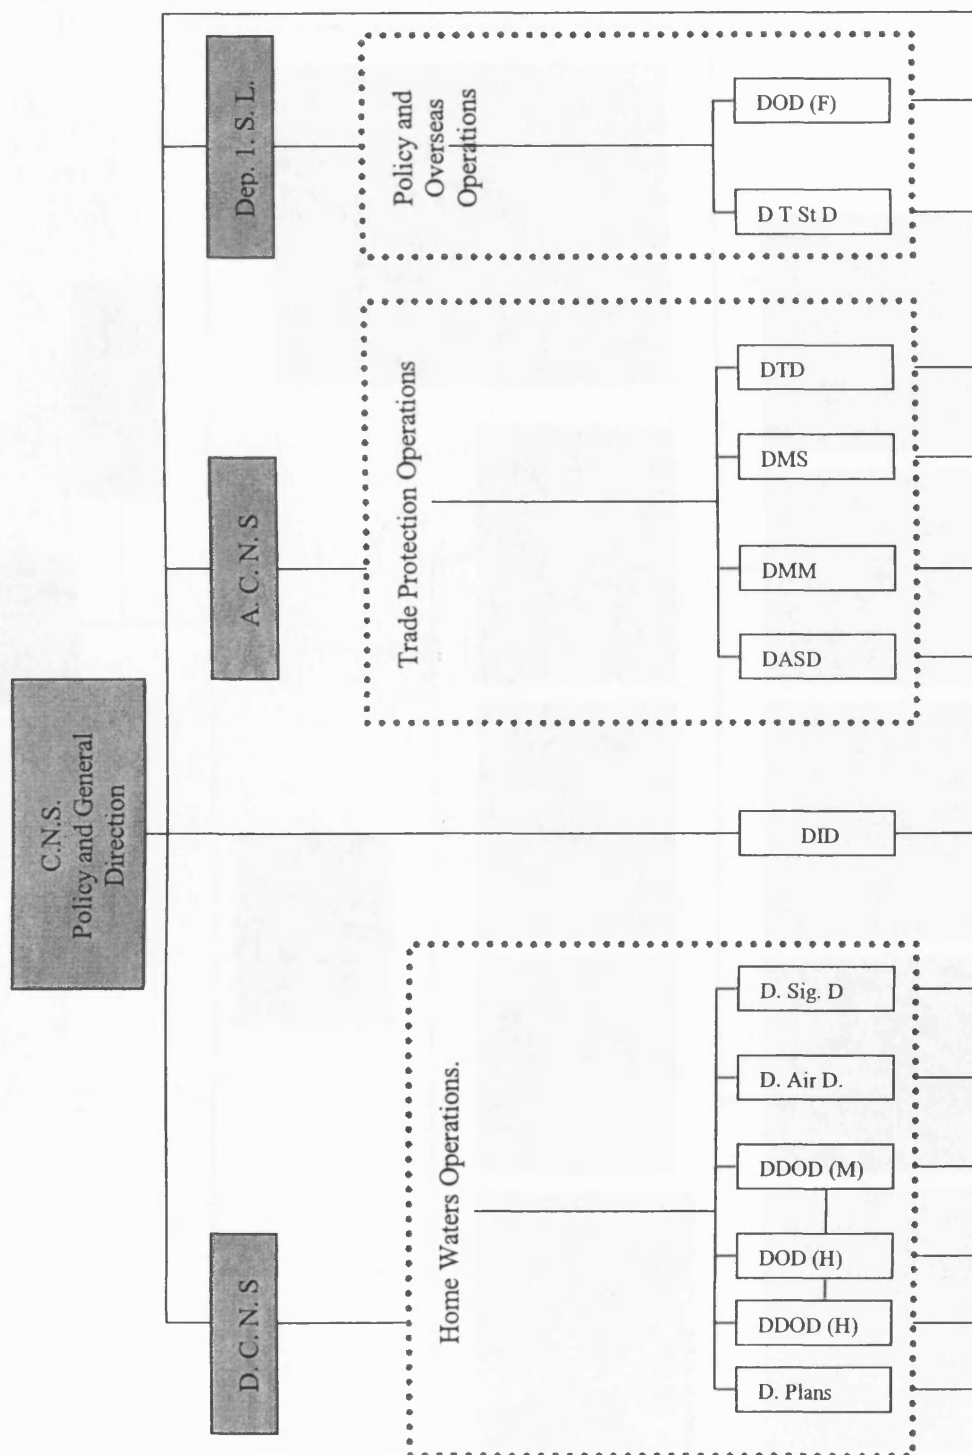 C.N.S.
Policy and General
Direction
D. C. N. S
A. C. N. S
Dep. 1. S. L.
Home Waters Operations.
Trade Protection Operations
Policy and
Overseas
Operations
D. Plans
DDOD (H)
DOD (H)
DDOD (M)
D. Air D.
D. Sig. D
DID
DASD
DMM
DMS
DTD
D T St D
DOD (F)